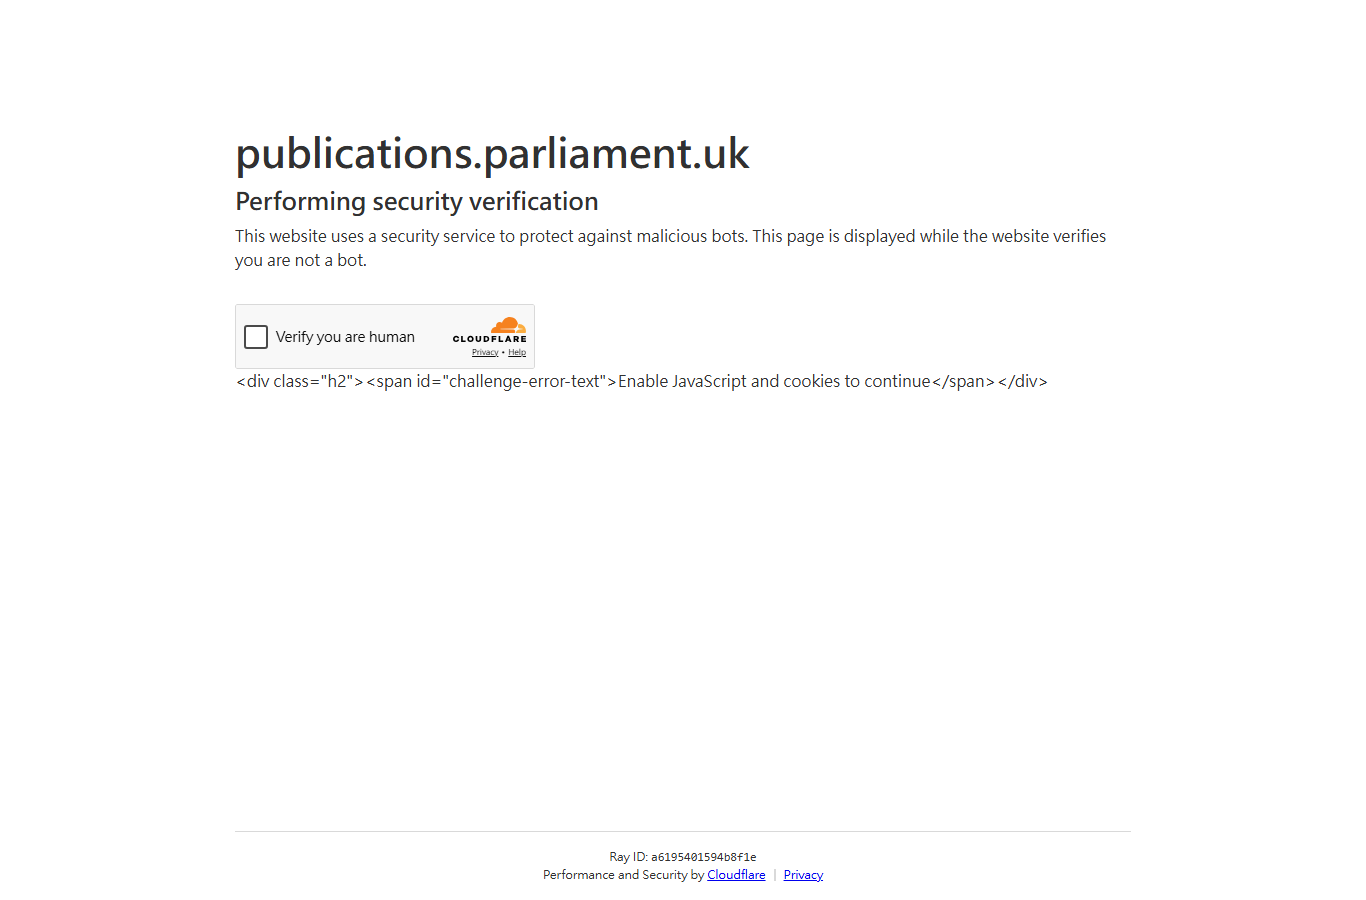 publications.parliament.uk
Performing security verification
This website uses a security service to protect against malicious bots. This page is displayed while the website verifies
you are not a bot.
Verify you are human
CLOUDFLARE
Privacy • Help
<div class="h2"><span id="challenge-error-text">Enable JavaScript and cookies to continue</span></div>
Ray ID: a6195401594b8f1e
Performance and Security by Cloudflare | Privacy